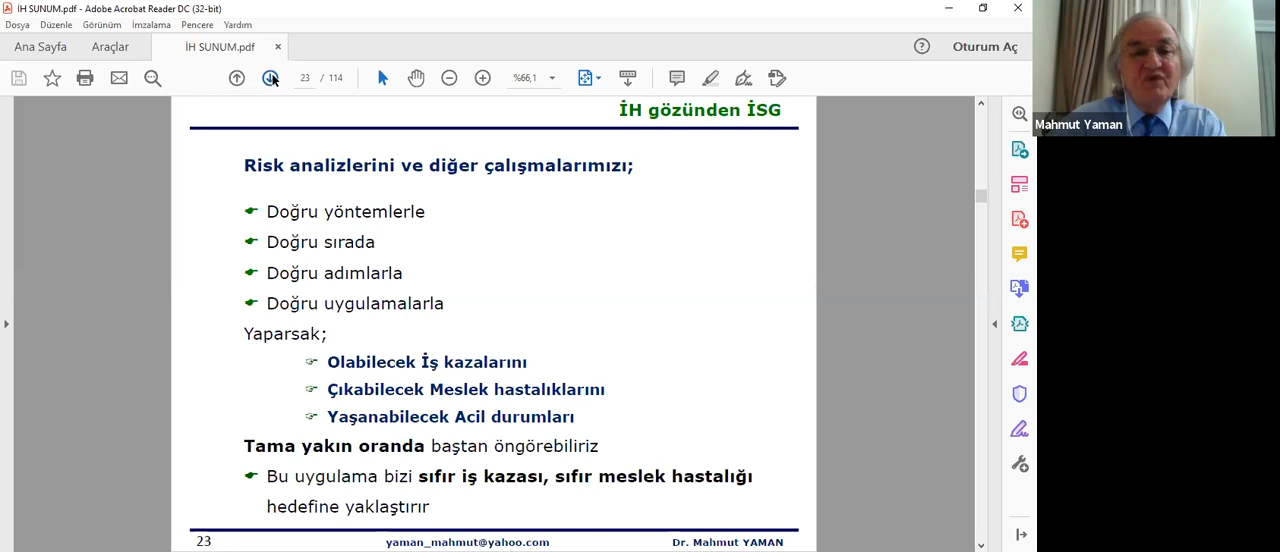 İH SUNUM.pdf - Adobe Acrobat Reader DC (32-bit)
Dosya Düzenle Görünüm İmzalama Pencere Yardım
Ana Sayfa Araçlar İH SUNUM.pdf × Oturum Aç
23 / 114 %66,1
İH gözünden İSG
Risk analizlerini ve diğer çalışmalarımızı;
Doğru yöntemlerle
Doğru sırada
Doğru adımlarla
Doğru uygulamalarla
Yaparsak;
Olabilecek İş kazalarını
Çıkabilecek Meslek hastalıklarını
Yaşanabilecek Acil durumları
Tama yakın oranda baştan öngörebiliriz
Bu uygulama bizi sıfır iş kazası, sıfır meslek hastalığı
hedefine yaklaştırır
23 yaman_mahmut@yahoo.com Dr. Mahmut YAMAN
Mahmut Yaman